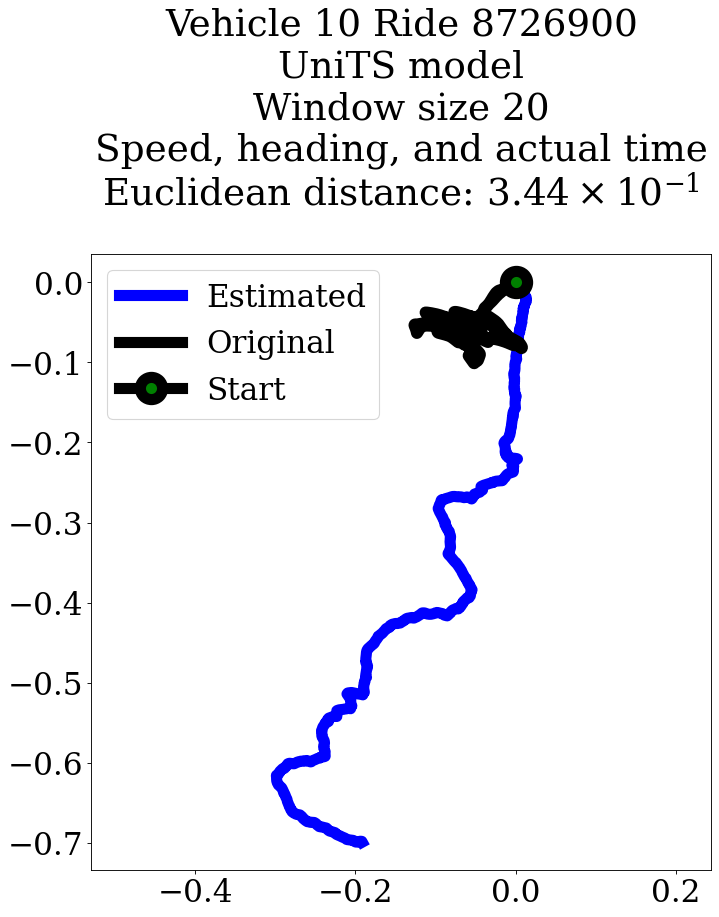 Vehicle 10 Ride 8726900
UniTS model
Window size 20
Speed, heading, and actual time
Euclidean distance: 3.44 × 10⁻¹
Estimated
Original
Start
0.0
−0.1
−0.2
−0.3
−0.4
−0.5
−0.6
−0.7
−0.4 −0.2 0.0 0.2